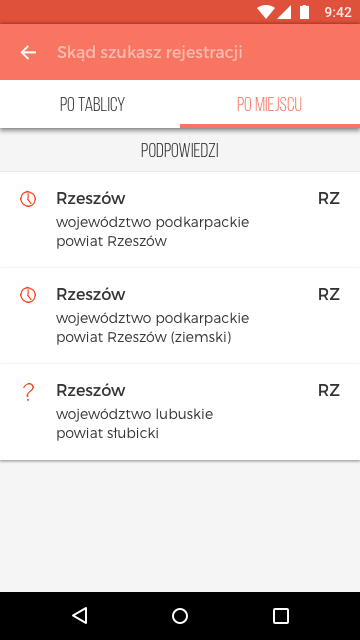 9:42
Skąd szukasz rejestracji
PO TABLICY
PO MIEJSCU
PODPOWIEDZI
Rzeszów RZ
województwo podkarpackie
powiat Rzeszów
Rzeszów RZ
województwo podkarpackie
powiat Rzeszów (ziemski)
Rzeszów RZ
województwo lubuskie
powiat słubicki